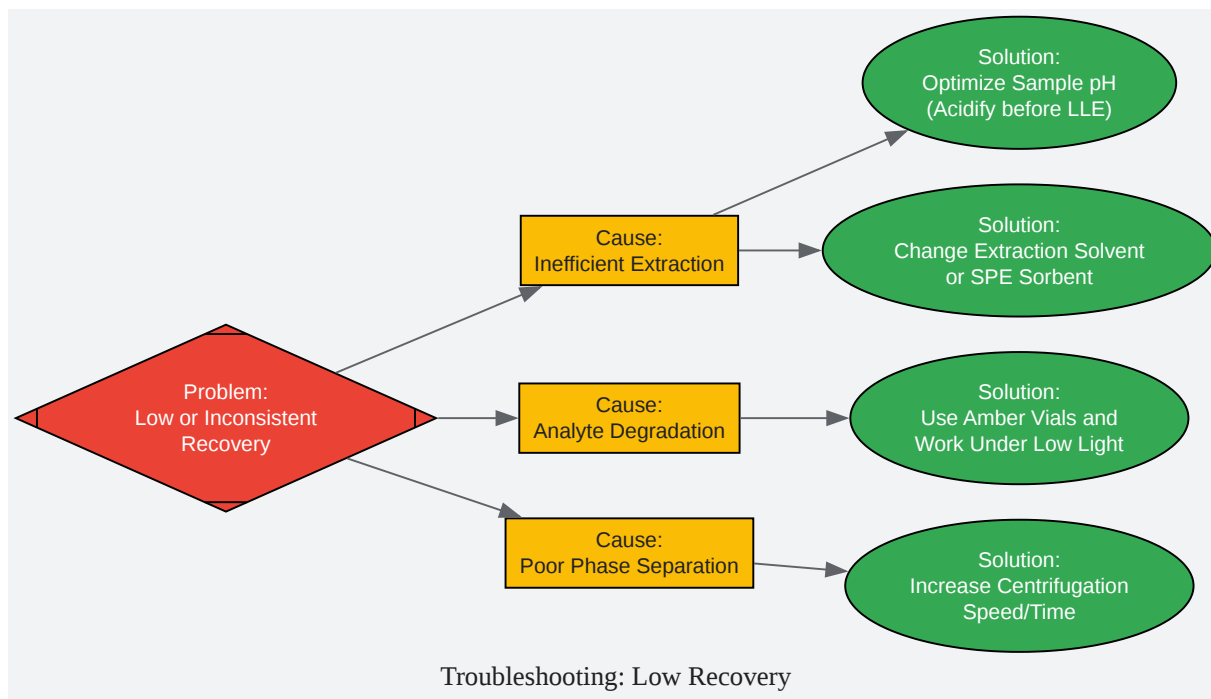 Problem:
Low or Inconsistent
Recovery
Cause:
Inefficient Extraction
Cause:
Analyte Degradation
Cause:
Poor Phase Separation
Solution:
Optimize Sample pH
(Acidify before LLE)
Solution:
Change Extraction Solvent
or SPE Sorbent
Solution:
Use Amber Vials and
Work Under Low Light
Solution:
Increase Centrifugation
Speed/Time
Troubleshooting: Low Recovery